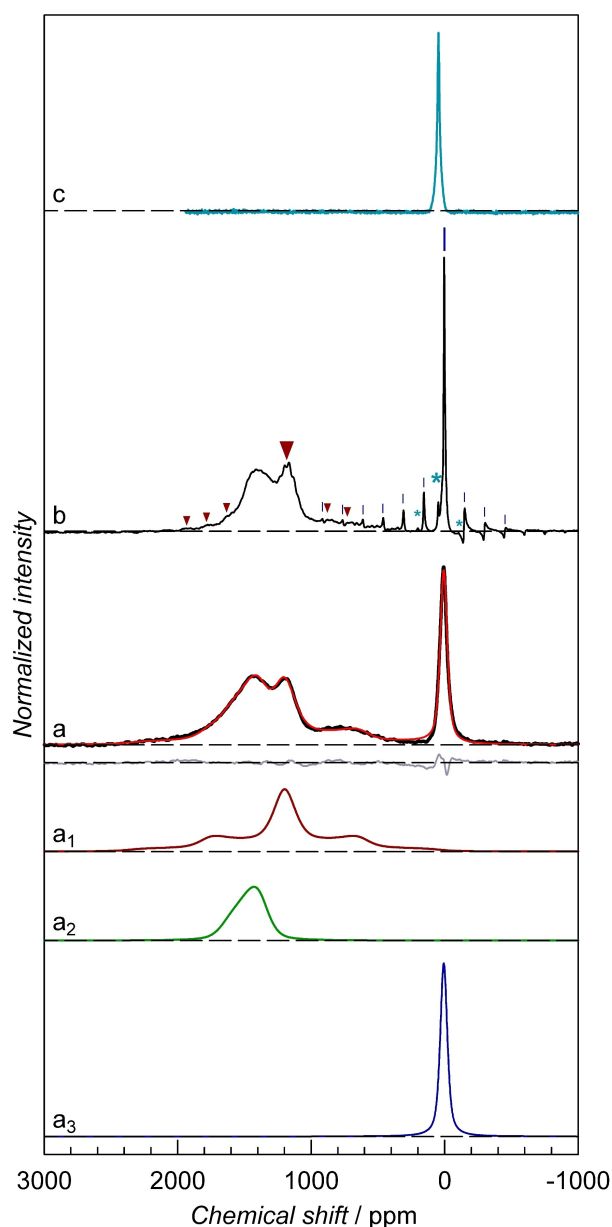 c
b
*
*
*
a
a1
a2
a3
3000 2000 1000 0 -1000
Chemical shift / ppm
Normalized intensity